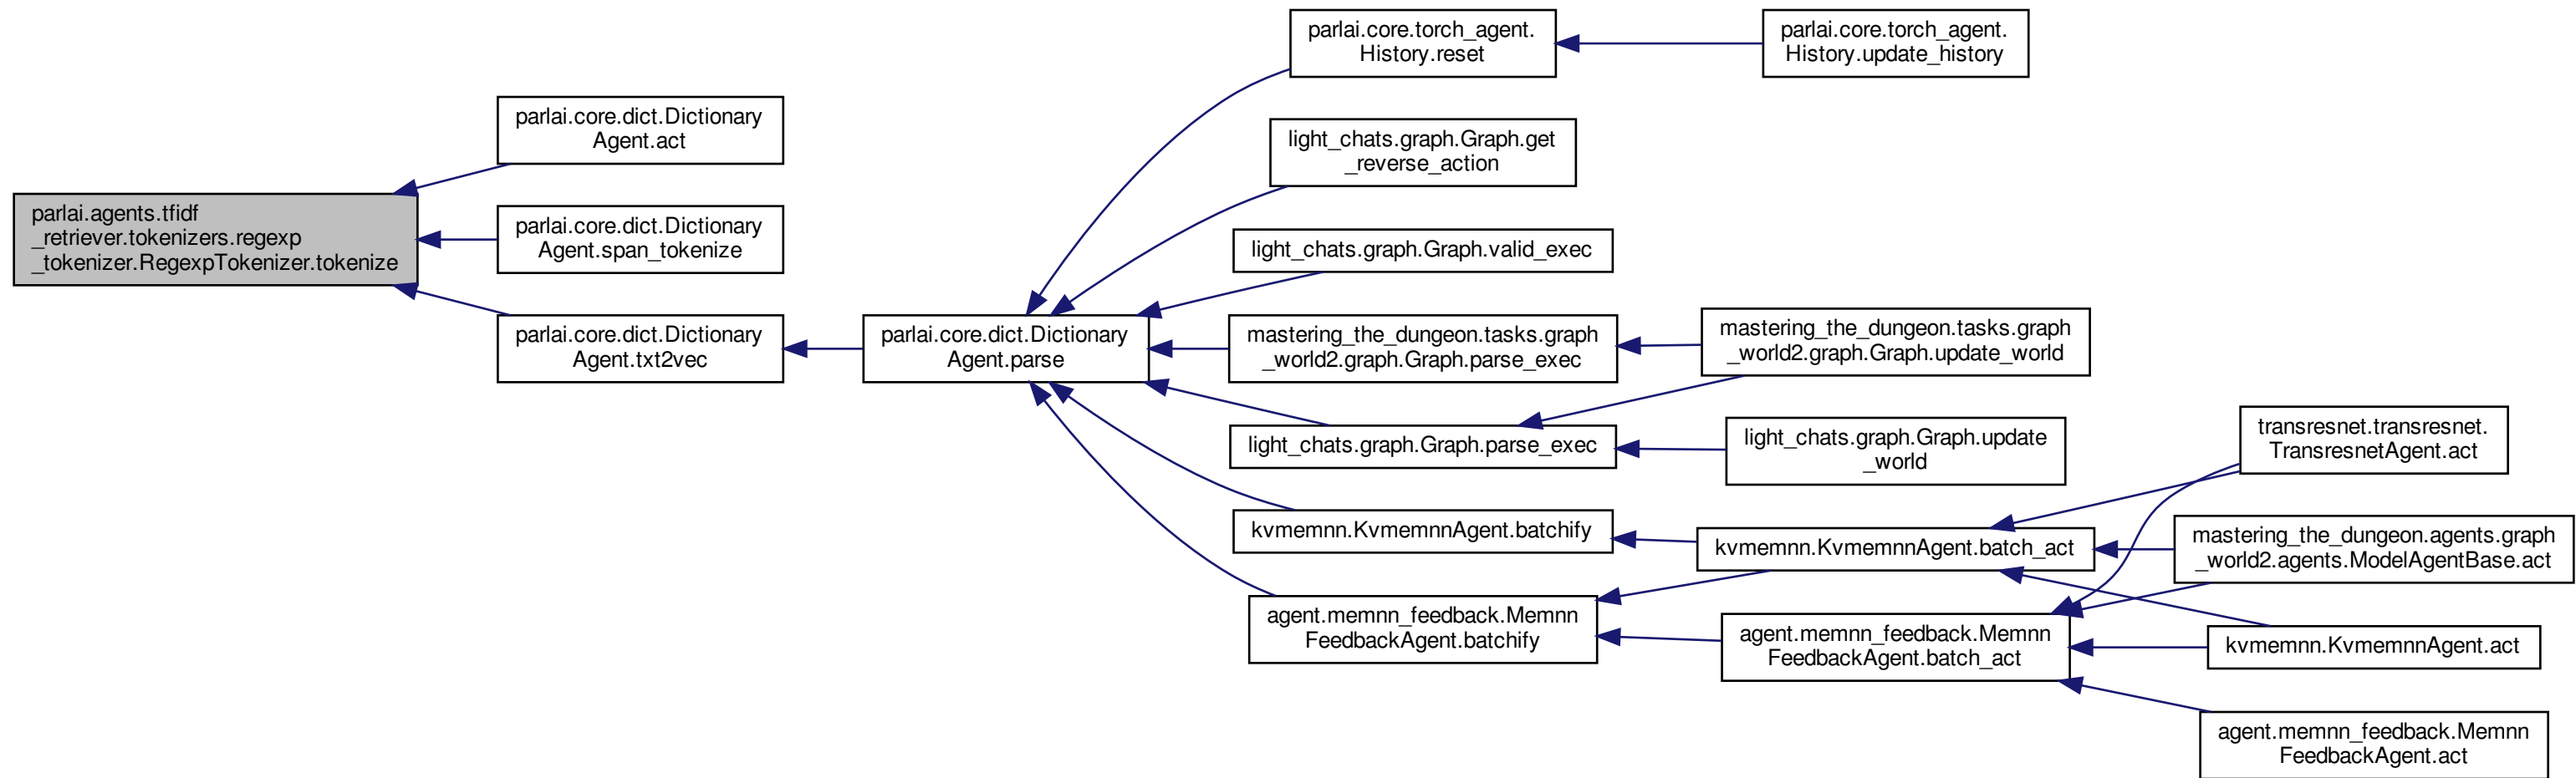 parlai.core.torch_agent.
History.reset
parlai.core.torch_agent.
History.update_history
parlai.core.dict.Dictionary
Agent.act
light_chats.graph.Graph.get
_reverse_action
parlai.agents.tfidf
_retriever.tokenizers.regexp
_tokenizer.RegexpTokenizer.tokenize
parlai.core.dict.Dictionary
Agent.span_tokenize
light_chats.graph.Graph.valid_exec
parlai.core.dict.Dictionary
Agent.txt2vec
parlai.core.dict.Dictionary
Agent.parse
mastering_the_dungeon.tasks.graph
_world2.graph.Graph.parse_exec
mastering_the_dungeon.tasks.graph
_world2.graph.Graph.update_world
light_chats.graph.Graph.parse_exec
light_chats.graph.Graph.update
_world
transresnet.transresnet.
TransresnetAgent.act
kvmemnn.KvmemnnAgent.batchify
kvmemnn.KvmemnnAgent.batch_act
mastering_the_dungeon.agents.graph
_world2.agents.ModelAgentBase.act
agent.memnn_feedback.Memnn
FeedbackAgent.batchify
agent.memnn_feedback.Memnn
FeedbackAgent.batch_act
kvmemnn.KvmemnnAgent.act
agent.memnn_feedback.Memnn
FeedbackAgent.act